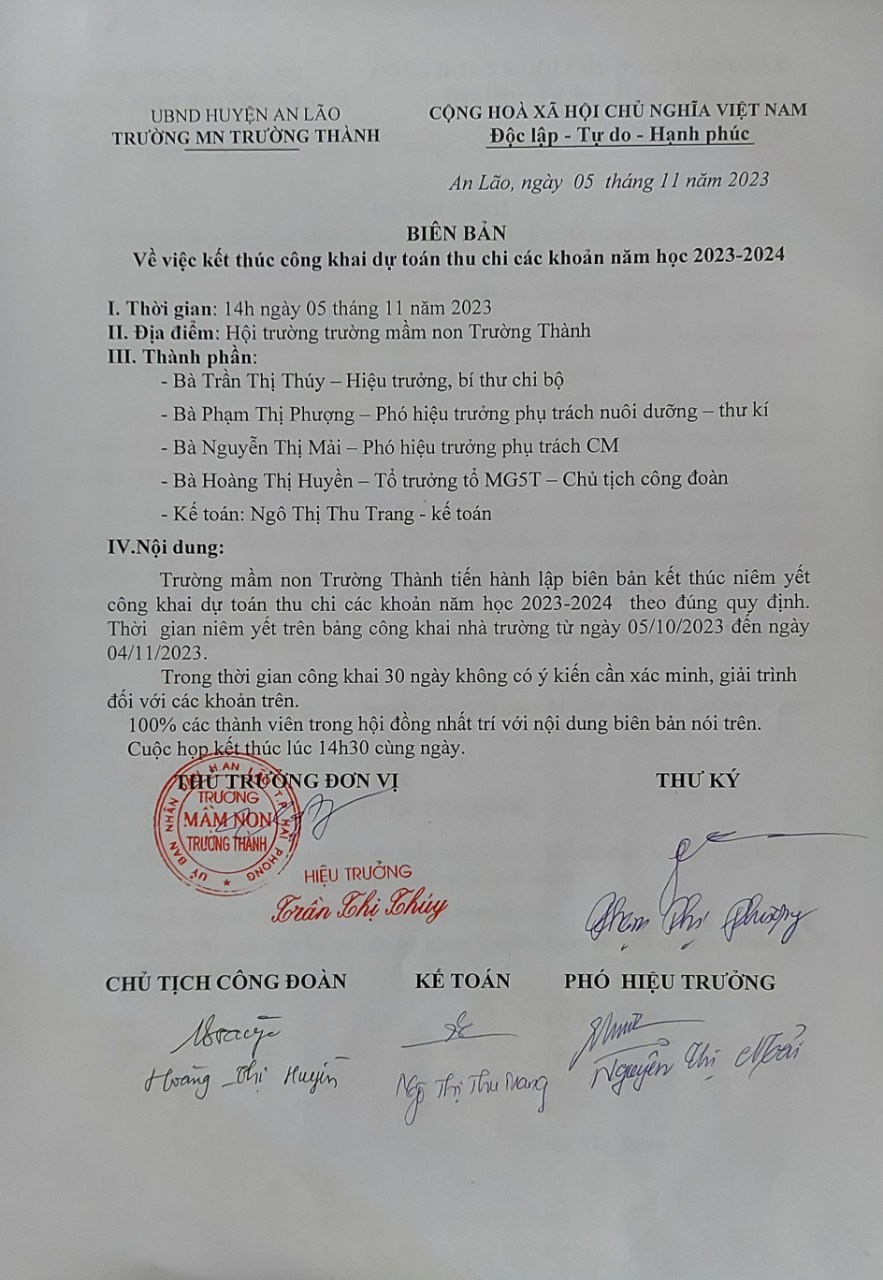 UBND HUYỆN AN LÃO
TRƯỜNG MN TRƯỜNG THÀNH
CỘNG HOÀ XÃ HỘI CHỦ NGHĨA VIỆT NAM
Độc lập - Tự do - Hạnh phúc
An Lão, ngày 05 tháng 11 năm 2023
BIÊN BẢN
Về việc kết thúc công khai dự toán thu chi các khoản năm học 2023-2024
I. Thời gian: 14h ngày 05 tháng 11 năm 2023
II. Địa điểm: Hội trường trường mầm non Trường Thành
III. Thành phần:
- Bà Trần Thị Thúy – Hiệu trưởng, bí thư chi bộ
- Bà Phạm Thị Phượng – Phó hiệu trưởng phụ trách nuôi dưỡng – thư kí
- Bà Nguyễn Thị Mải – Phó hiệu trưởng phụ trách CM
- Bà Hoàng Thị Huyền – Tổ trưởng tổ MG5T – Chủ tịch công đoàn
- Kế toán: Ngô Thị Thu Trang - kế toán
IV.Nội dung:
Trường mầm non Trường Thành tiến hành lập biên bản kết thúc niêm yết
công khai dự toán thu chi các khoản năm học 2023-2024 theo đúng quy định.
Thời gian niêm yết trên bảng công khai nhà trường từ ngày 05/10/2023 đến ngày
04/11/2023.
Trong thời gian công khai 30 ngày không có ý kiến cần xác minh, giải trình
đối với các khoản trên.
100% các thành viên trong hội đồng nhất trí với nội dung biên bản nói trên.
Cuộc họp kết thúc lúc 14h30 cùng ngày.
THỦ TRƯỞNG ĐƠN VỊ
THƯ KÝ
UỶ BAN NHÂN DÂN H AN LÃO T.P HẢI PHÒNG
TRƯỜNG
MẦM NON
TRƯỜNG THÀNH
HIỆU TRƯỞNG
Trần Thị Thúy
Phạm Thị Phượng
CHỦ TỊCH CÔNG ĐOÀN
KẾ TOÁN
PHÓ HIỆU TRƯỞNG
Hoàng Thị Huyền
Ngô Thị Thu Trang
Nguyễn Thị Mải